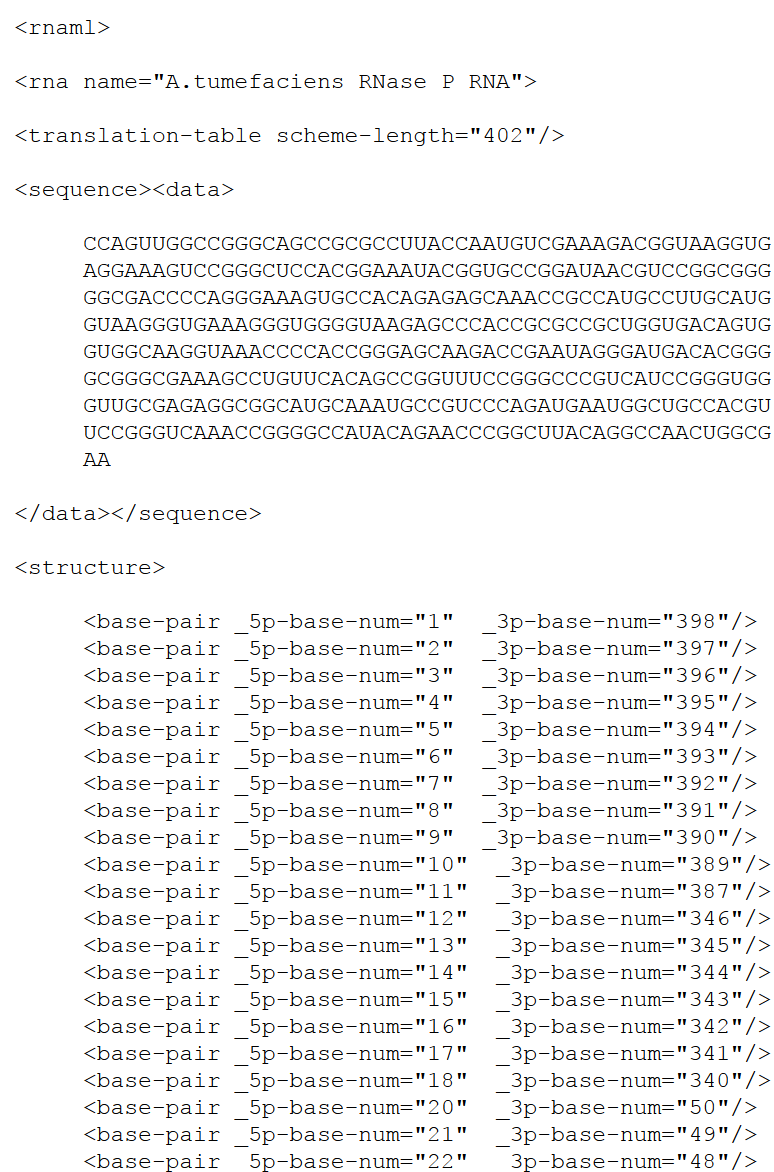 <rnaml>
<rna name="A.tumefaciens RNase P RNA">
<translation-table scheme-length="402"/>
<sequence><data>
CCAGUUGGCCGGGCAGCCGCGCCUUACCAAUGUCGAAAGACGGUAAGGUG
AGGAAAGUCCGGGCUCCACGGAAAUACGGUGCCGGAUAACGUCCGGCGGG
GGCGACCCCAGGGAAAGUGCCACAGAGAGCAAACCGCCAUGCCUUGCAUG
GUAAGGGUGAAAGGGUGGGGUAAGAGCCCACCGCGCCGCUGGUGACAGUG
GUGGCAAGGUAAACCCCACCGGGAGCAAGACCGAAUAGGGAUGACACGGG
GCGGGCGAAAGCCUGUUCACAGCCGGUUUCCGGGCCCGUCAUCCGGGUGG
GUUGCGAGAGGCGGCAUGCAAAUGCCGUCCCAGAUGAAUGGCUGCCACGU
UCCGGGUCAAACCGGGGCCAUACAGAACCCGGCUUACAGGCCAACUGGCG
AA
</data></sequence>
<structure>
<base-pair _5p-base-num="1" _3p-base-num="398"/>
<base-pair _5p-base-num="2" _3p-base-num="397"/>
<base-pair _5p-base-num="3" _3p-base-num="396"/>
<base-pair _5p-base-num="4" _3p-base-num="395"/>
<base-pair _5p-base-num="5" _3p-base-num="394"/>
<base-pair _5p-base-num="6" _3p-base-num="393"/>
<base-pair _5p-base-num="7" _3p-base-num="392"/>
<base-pair _5p-base-num="8" _3p-base-num="391"/>
<base-pair _5p-base-num="9" _3p-base-num="390"/>
<base-pair _5p-base-num="10" _3p-base-num="389"/>
<base-pair _5p-base-num="11" _3p-base-num="387"/>
<base-pair _5p-base-num="12" _3p-base-num="346"/>
<base-pair _5p-base-num="13" _3p-base-num="345"/>
<base-pair _5p-base-num="14" _3p-base-num="344"/>
<base-pair _5p-base-num="15" _3p-base-num="343"/>
<base-pair _5p-base-num="16" _3p-base-num="342"/>
<base-pair _5p-base-num="17" _3p-base-num="341"/>
<base-pair _5p-base-num="18" _3p-base-num="340"/>
<base-pair _5p-base-num="20" _3p-base-num="50"/>
<base-pair _5p-base-num="21" _3p-base-num="49"/>
<base-pair _5p-base-num="22" _3p-base-num="48"/>